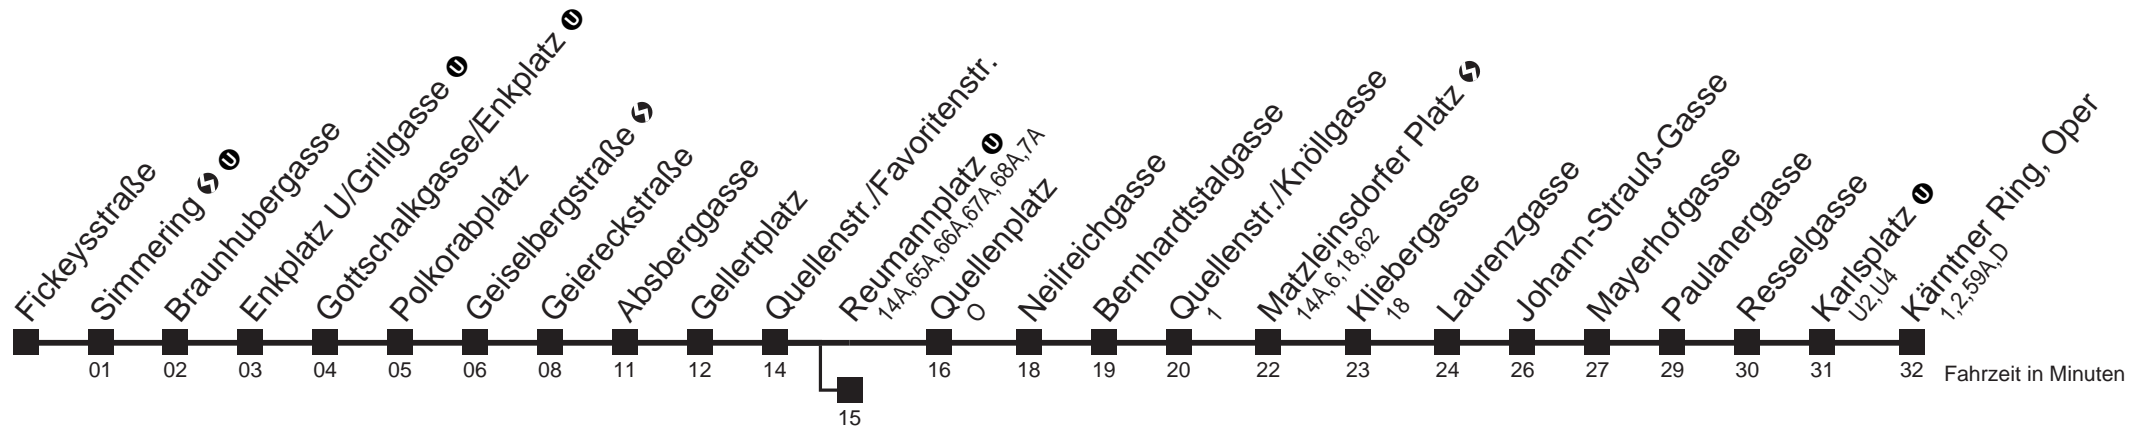 Fickeysstraße
Simmering
Braunhubergasse
Enkplatz U/Grillgasse U
Gottschalkgasse/Enkplatz U
Polkorabplatz
Geiselbergstraße
Geiereckstraße
Absberggasse
Gellertplatz
Quellenstr./Favoritenstr.
Reumannplatz U
14A,65A,66A,67A,68A,7A
Quellenplatz
O
Neilreichgasse
Bernhardtstalgasse
Quellenstr./Knöllgasse
1
Matzleinsdorfer Platz
14A,6,18,62
Kliebergasse
18
Laurenzgasse
Johann-Strauß-Gasse
Mayerhofgasse
Paulanergasse
Resselgasse
Karlsplatz U
U2,U4
Kärntner Ring, Oper
1,2,59A,D
01 02 03 04 05 06 08 11 12 14 16 18 19 20 22 23 24 26 27 29 30 31 32 Fahrzeit in Minuten
15